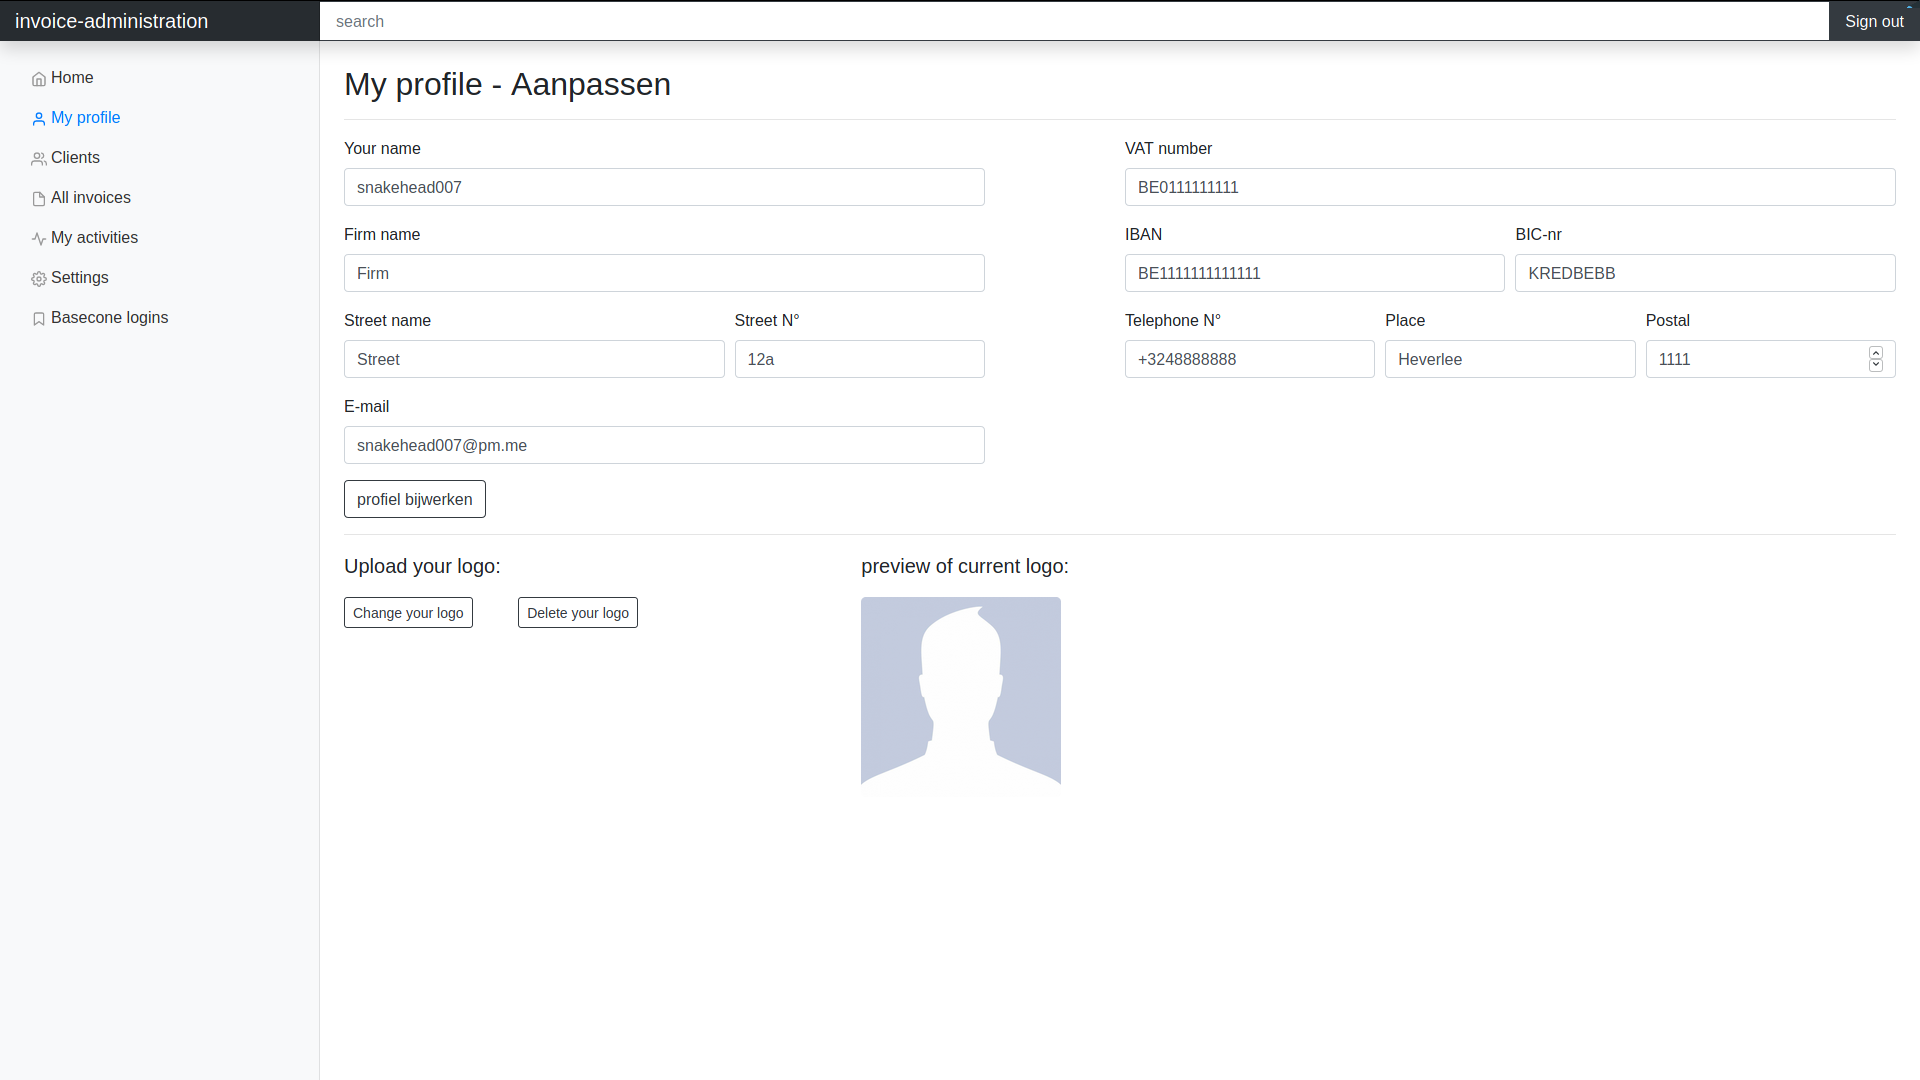 invoice-administration
search
Sign out
Home
My profile
Clients
All invoices
My activities
Settings
Basecone logins
My profile - Aanpassen
Your name
snakehead007
Firm name
Firm
Street name
Street N°
Street
12a
E-mail
snakehead007@pm.me
profiel bijwerken
VAT number
BE0111111111
IBAN
BIC-nr
BE1111111111111
KREDBEBB
Telephone N°
Place
Postal
+3248888888
Heverlee
1111
Upload your logo:
Change your logo
Delete your logo
preview of current logo: